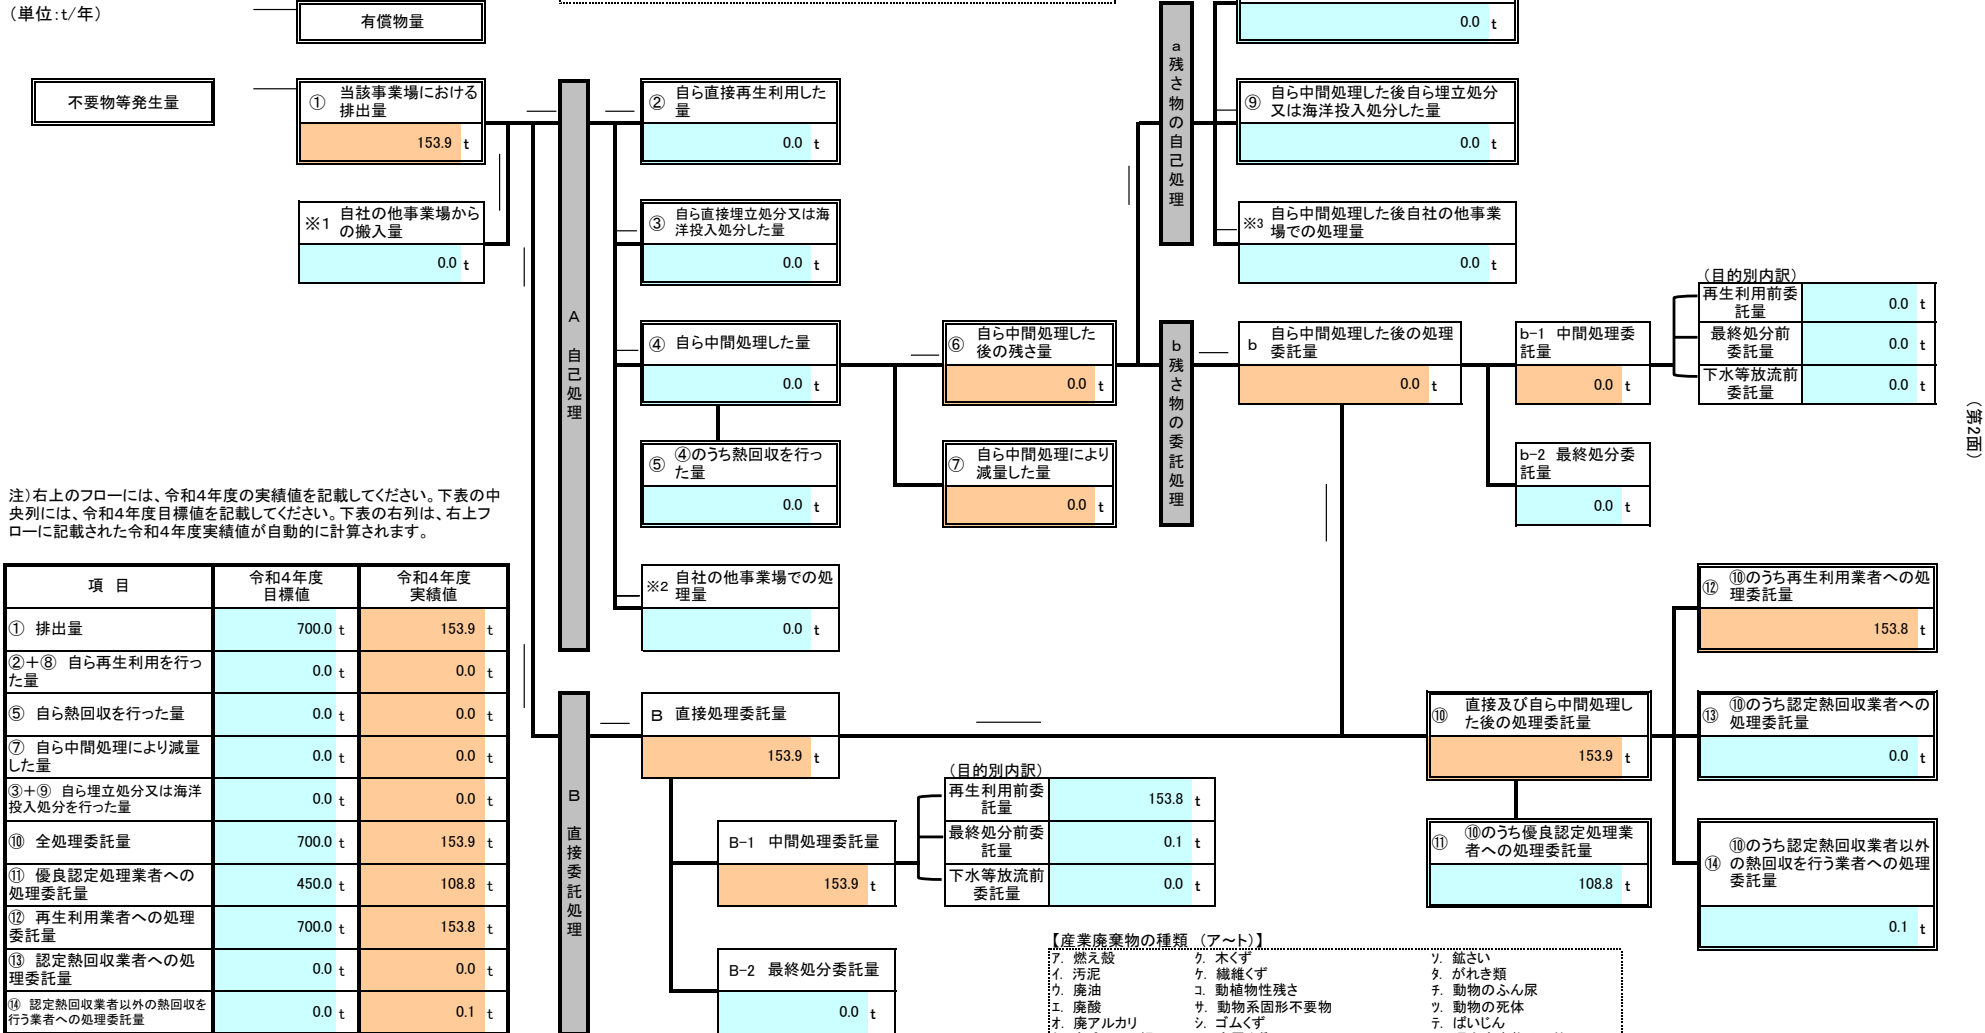 (単位:t/年)
有償物量
0.0 t
不要物等発生量
① 当該事業場における
排出量
153.9 t
② 自ら直接再生利用した
量
0.0 t
a 残さ物の自己処理
⑨ 自ら中間処理した後自ら埋立処分
又は海洋投入処分した量
0.0 t
※1 自社の他事業場から
の搬入量
0.0 t
③ 自ら直接埋立処分又は海
洋投入処分した量
0.0 t
※3 自ら中間処理した後自社の他事業
場での処理量
0.0 t
A 自己処理
④ 自ら中間処理した量
0.0 t
⑥ 自ら中間処理した
後の残さ量
0.0 t
b 残さ物の委託処理
b 自ら中間処理した後の処理
委託量
0.0 t
b-1 中間処理委
託量
0.0 t
(目的別内訳)
再生利用前委
託量
0.0 t
最終処分前
委託量
0.0 t
下水等放流前
委託量
0.0 t
(第2面)
⑤ ④のうち熱回収を行っ
た量
0.0 t
⑦ 自ら中間処理により
減量した量
0.0 t
b-2 最終処分委
託量
0.0 t
注)右上のフローには、令和4年度の実績値を記載してください。下表の中
央列には、令和4年度目標値を記載してください。下表の右列は、右上フ
ローに記載された令和4年度実績値が自動的に計算されます。
※2 自社の他事業場での処
理量
0.0 t
項 目
令和4年度
目標値
令和4年度
実績値
① 排出量
700.0 t
153.9 t
②+⑧ 自ら再生利用を行っ
た量
0.0 t
0.0 t
⑤ 自ら熱回収を行った量
0.0 t
0.0 t
⑦ 自ら中間処理により減量
した量
0.0 t
0.0 t
③+⑨ 自ら埋立処分又は海洋
投入処分を行った量
0.0 t
0.0 t
⑩ 全処理委託量
700.0 t
153.9 t
⑪ 優良認定処理業者への
処理委託量
450.0 t
108.8 t
⑫ 再生利用業者への処理
委託量
700.0 t
153.8 t
⑬ 認定熱回収業者への処
理委託量
0.0 t
0.0 t
⑭ 認定熱回収業者以外の熱回収を
行う業者への処理委託量
0.0 t
0.1 t
B 直接委託処理
B 直接処理委託量
153.9 t
B-1 中間処理委託量
153.9 t
(目的別内訳)
再生利用前委
託量
153.8 t
最終処分前委
託量
0.1 t
下水等放流前
委託量
0.0 t
B-2 最終処分委託量
0.0 t
⑩ 直接及び自ら中間処理し
た後の処理委託量
153.9 t
⑪ ⑩のうち優良認定処理業
者への処理委託量
108.8 t
⑫ ⑩のうち再生利用業者への処
理委託量
153.8 t
⑬ ⑩のうち認定熱回収業者への
処理委託量
0.0 t
⑭ ⑩のうち認定熱回収業者以外
の熱回収を行う業者への処理
委託量
0.1 t
【産業廃棄物の種類 (ア～ト)】
ア. 燃え殻 ク. 木くず ソ. 鉱さい
イ. 汚泥 ケ. 繊維くず タ. がれき類
ウ. 廃油 コ. 動植物性残さ チ. 動物のふん尿
エ. 廃酸 サ. 動物系固形不要物 ツ. 動物の死体
オ. 廃アルカリ シ. ゴムくず テ. ばいじん